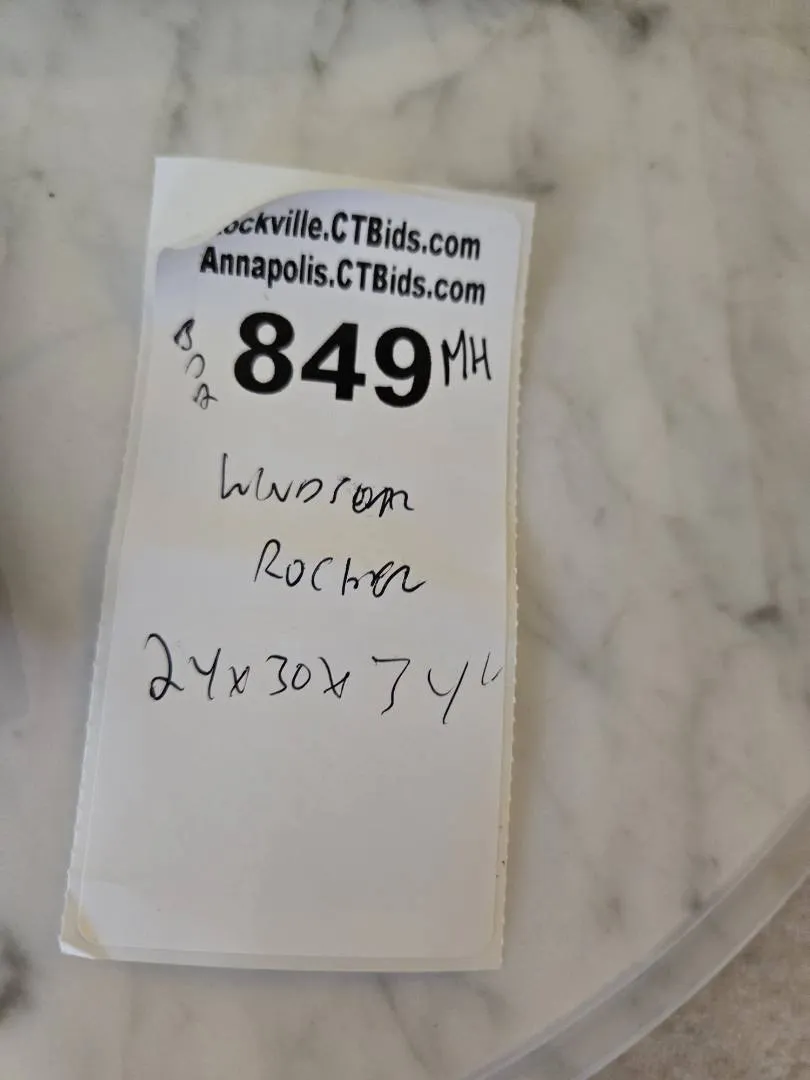 ockville.CTBids.com
Annapolis.CTBids.com
849 MH
WINDSOR
ROCKER
24x30x34"